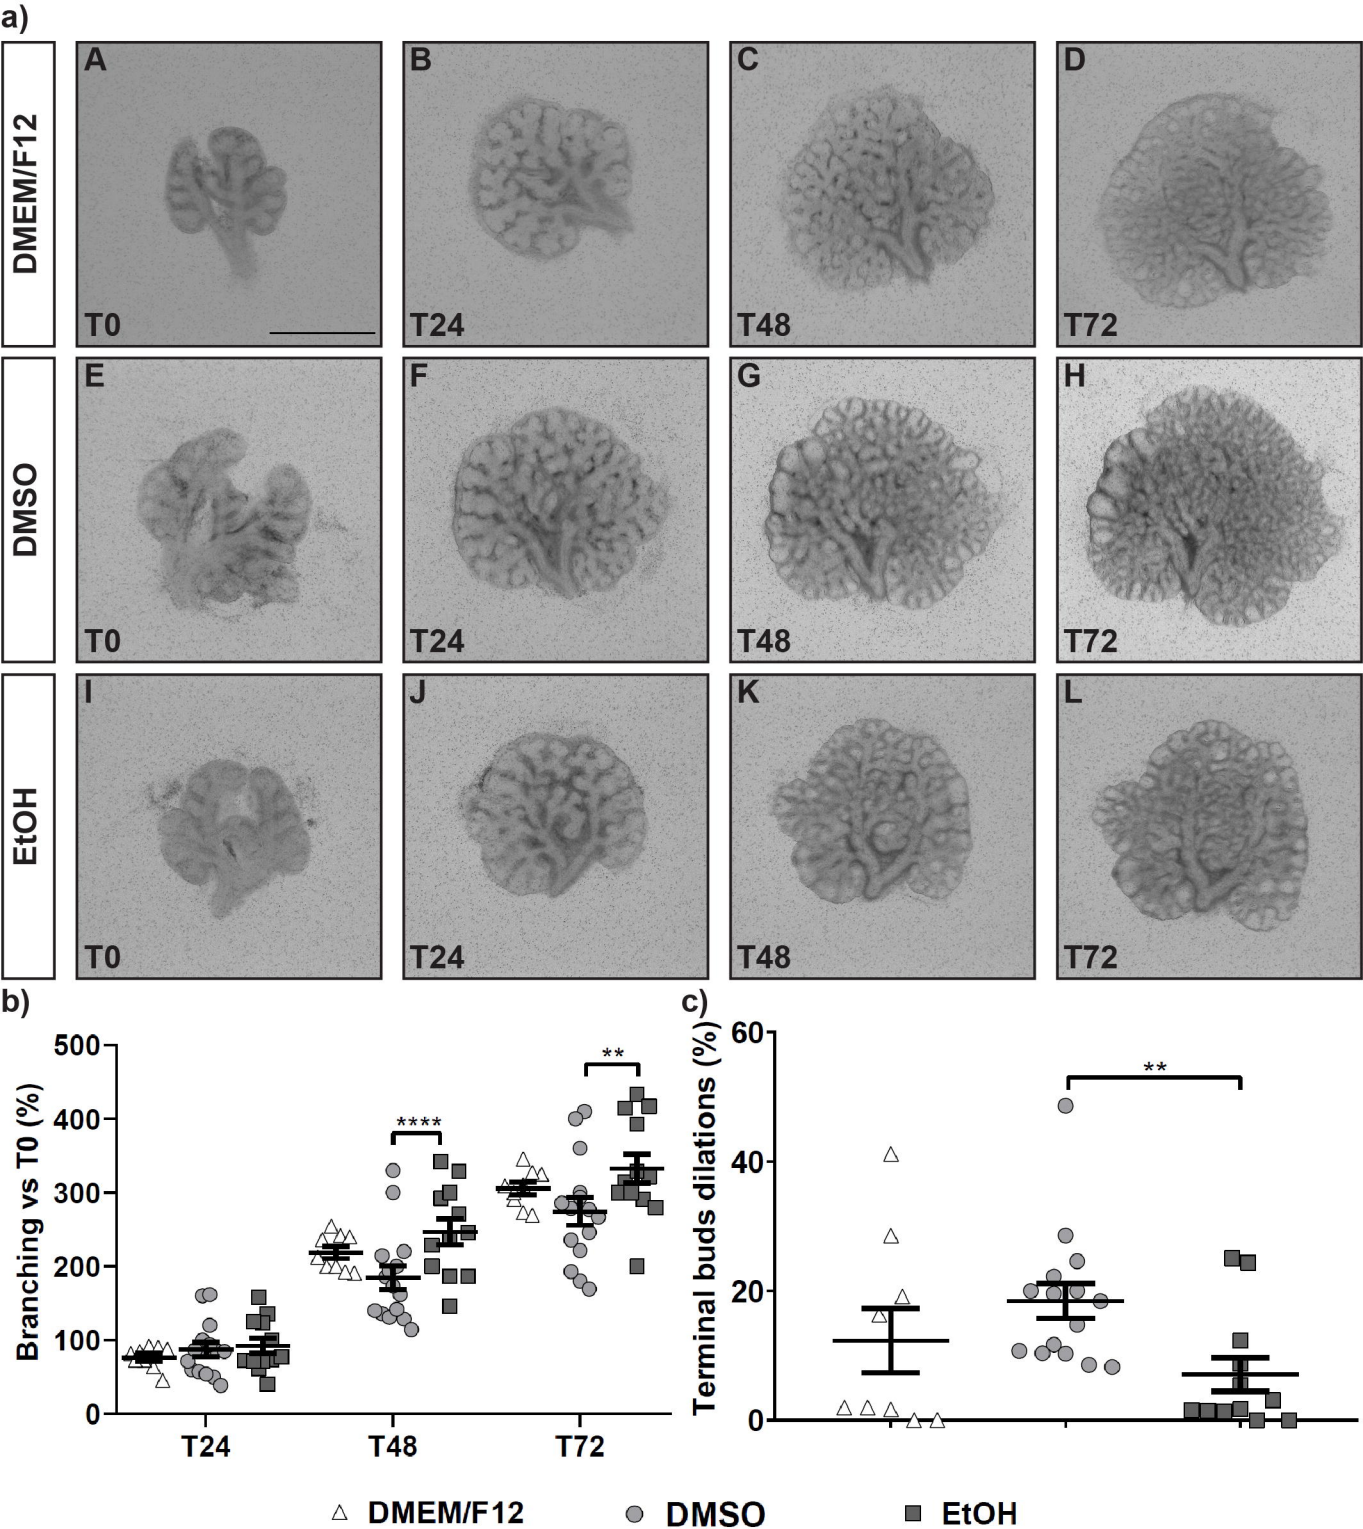 a)
DMEM/F12
A
B
C
D
T0
T24
T48
T72
DMSO
E
F
G
H
T0
T24
T48
T72
EtOH
I
J
K
L
T0
T24
T48
T72
b)
Branching vs T0 (%)
500
400
300
200
100
0
****
**
T24
T48
T72
c)
Terminal buds dilations (%)
60
40
20
0
**
DMEM/F12
DMSO
EtOH